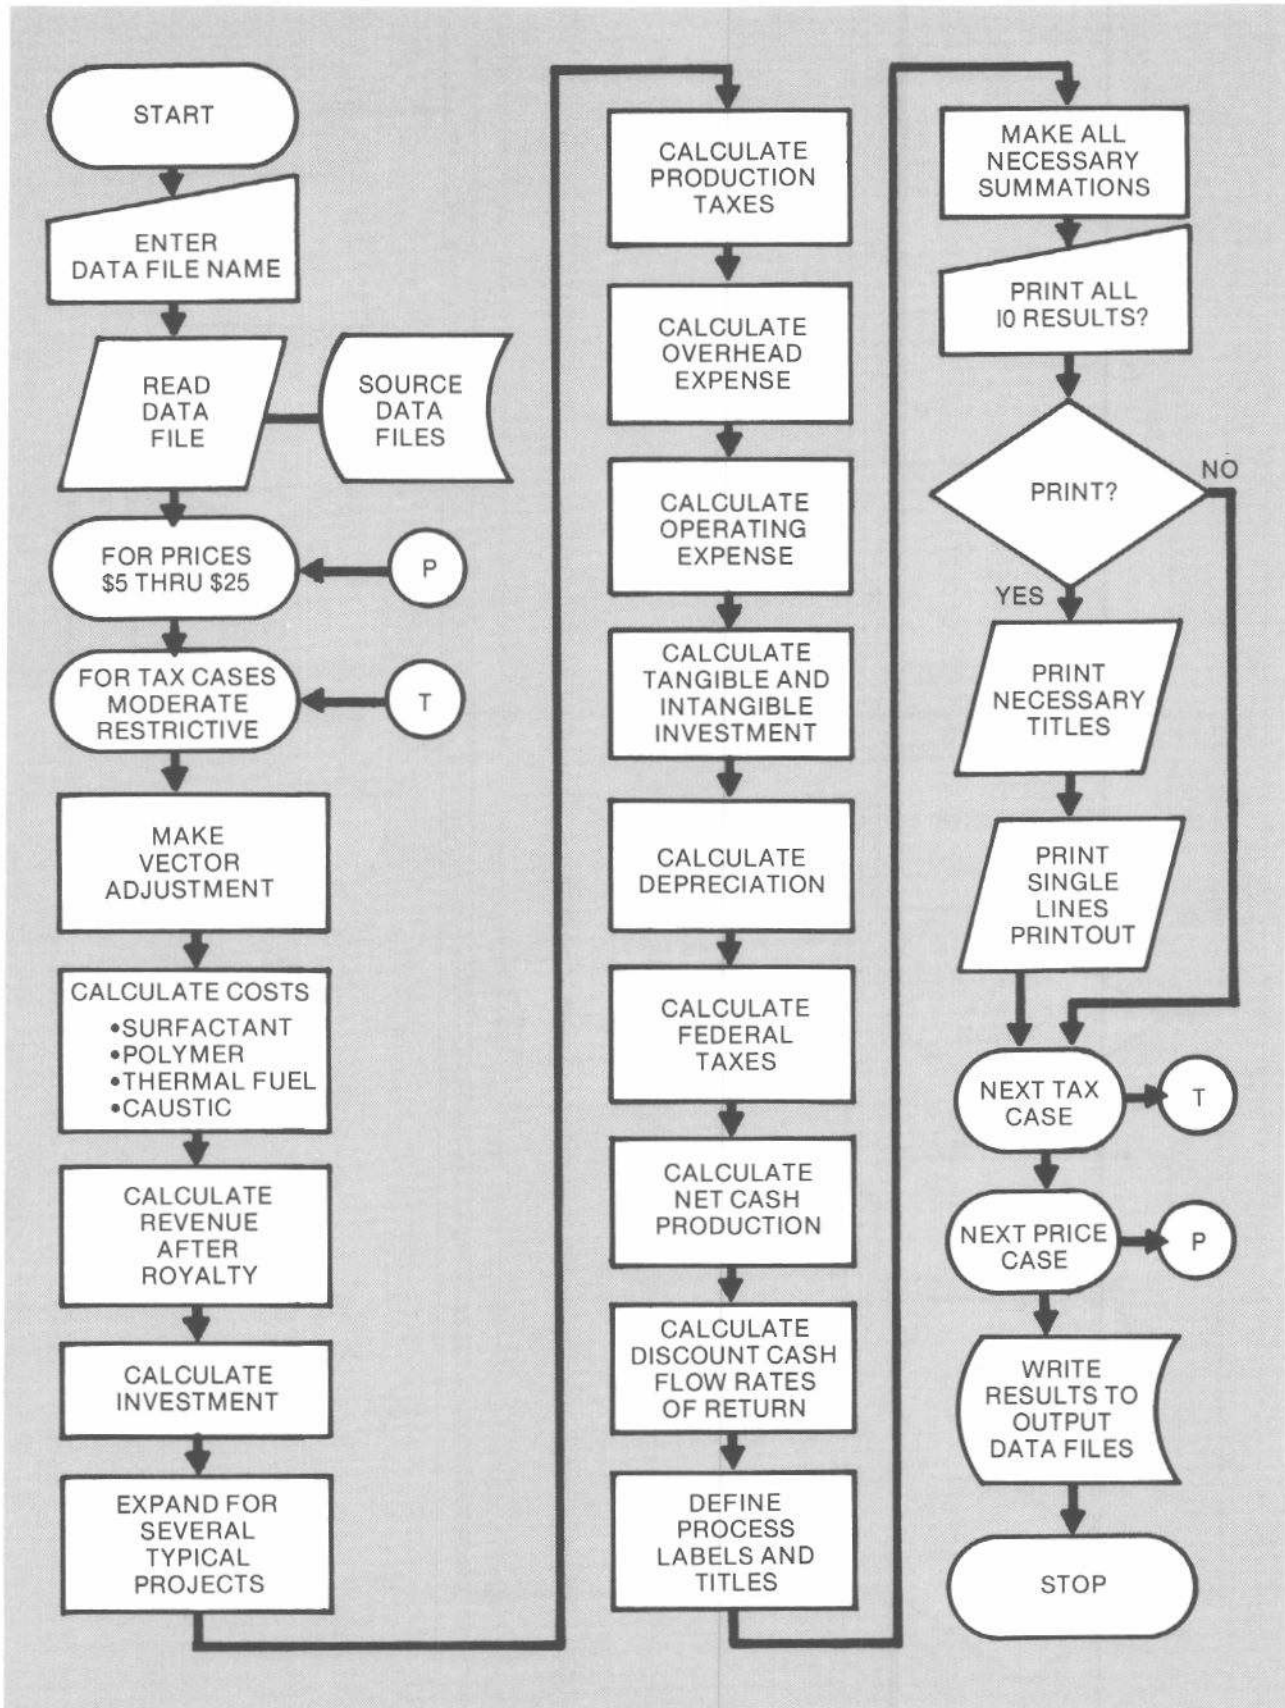 START
ENTER
DATA FILE NAME
READ
DATA
FILE
SOURCE
DATA
FILES
FOR PRICES
$5 THRU $25
P
FOR TAX CASES
MODERATE
RESTRICTIVE
T
MAKE
VECTOR
ADJUSTMENT
CALCULATE COSTS
•SURFACTANT
•POLYMER
•THERMAL FUEL
•CAUSTIC
CALCULATE
REVENUE
AFTER
ROYALTY
CALCULATE
INVESTMENT
EXPAND FOR
SEVERAL
TYPICAL
PROJECTS
CALCULATE
PRODUCTION
TAXES
CALCULATE
OVERHEAD
EXPENSE
CALCULATE
OPERATING
EXPENSE
CALCULATE
TANGIBLE AND
INTANGIBLE
INVESTMENT
CALCULATE
DEPRECIATION
CALCULATE
FEDERAL
TAXES
CALCULATE
NET CASH
PRODUCTION
CALCULATE
DISCOUNT CASH
FLOW RATES
OF RETURN
DEFINE
PROCESS
LABELS AND
TITLES
MAKE ALL
NECESSARY
SUMMATIONS
PRINT ALL
10 RESULTS?
PRINT?
NO
YES
PRINT
NECESSARY
TITLES
PRINT
SINGLE
LINES
PRINTOUT
NEXT TAX
CASE
T
NEXT PRICE
CASE
P
WRITE
RESULTS TO
OUTPUT
DATA FILES
STOP